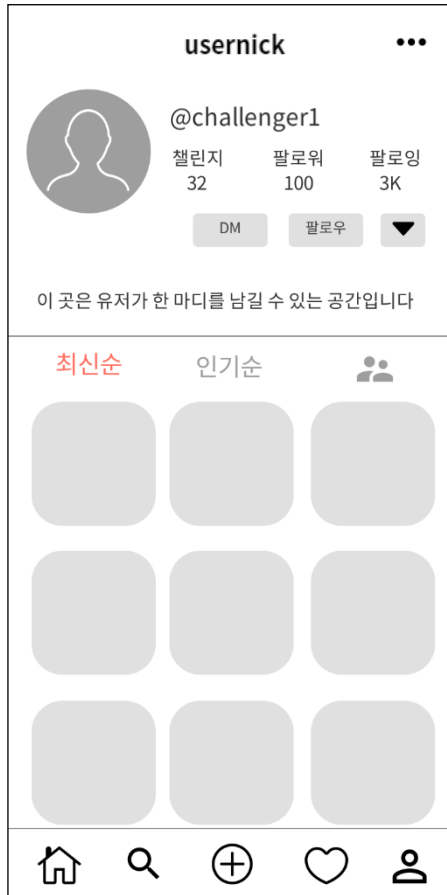 usernick
@challenger1
챌린지 팔로워 팔로잉
32 100 3K
DM 팔로우
이 곳은 유저가 한 마디를 남길 수 있는 공간입니다
최신순 인기순